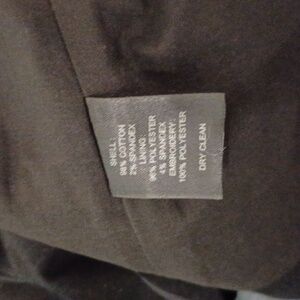 SHELL:
98% COTTON
2% SPANDEX
LINING:
96% POLYESTER
4% SPANDEX
EMBROIDERY:
100% POLYESTER
DRY CLEAN